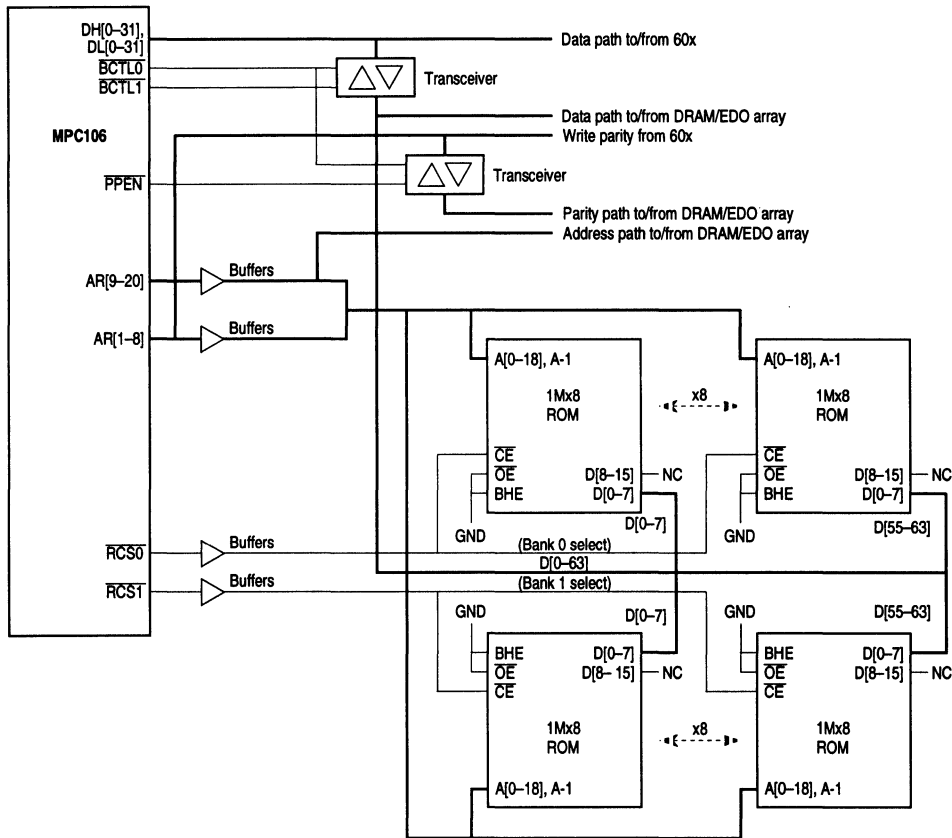 DH[0–31],
DL[0–31]
BCTL0
BCTL1
MPC106
PPEN
AR[9–20]
AR[1–8]
RCS0
RCS1
Data path to/from 60x
Transceiver
Data path to/from DRAM/EDO array
Write parity from 60x
Transceiver
Parity path to/from DRAM/EDO array
Address path to/from DRAM/EDO array
Buffers
Buffers
A[0–18], A-1
1Mx8
ROM
CE
OE
BHE
D[8–15]
NC
D[0–7]
GND
D[0–7]
x8
A[0–18], A-1
1Mx8
ROM
CE
OE
BHE
D[8–15]
NC
D[0–7]
GND
D[55–63]
Buffers
(Bank 0 select)
D[0–63]
Buffers
(Bank 1 select)
GND
D[0–7]
BHE
D[0–7]
OE
D[8– 15]
NC
CE
1Mx8
ROM
A[0–18], A-1
x8
GND
D[55–63]
BHE
D[0–7]
OE
D[8–15]
NC
CE
1Mx8
ROM
A[0–18], A-1